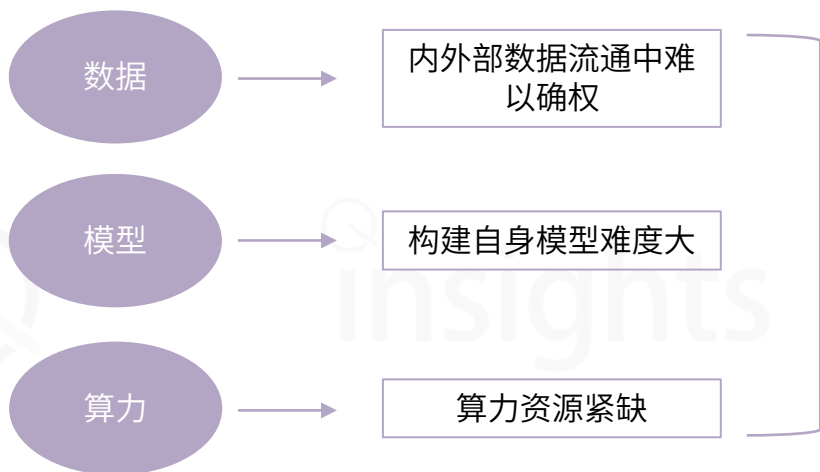 数据
内外部数据流通中难
以确权
模型
构建自身模型难度大
insights
算力
算力资源紧缺